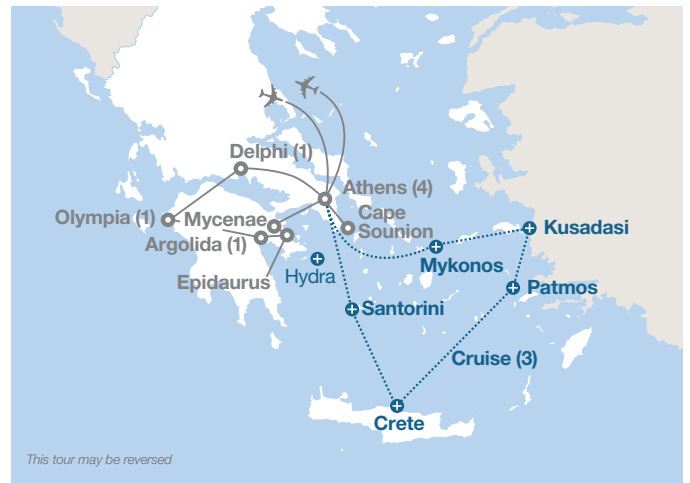 Delphi (1)
Athens (4)
Olympia (1)
Mycenae
Cape
Sounion
Argolida (1)
Kusadasi
Mykonos
Hydra
Epidaurus
Patmos
Santorini
Cruise (3)
Crete
This tour may be reversed